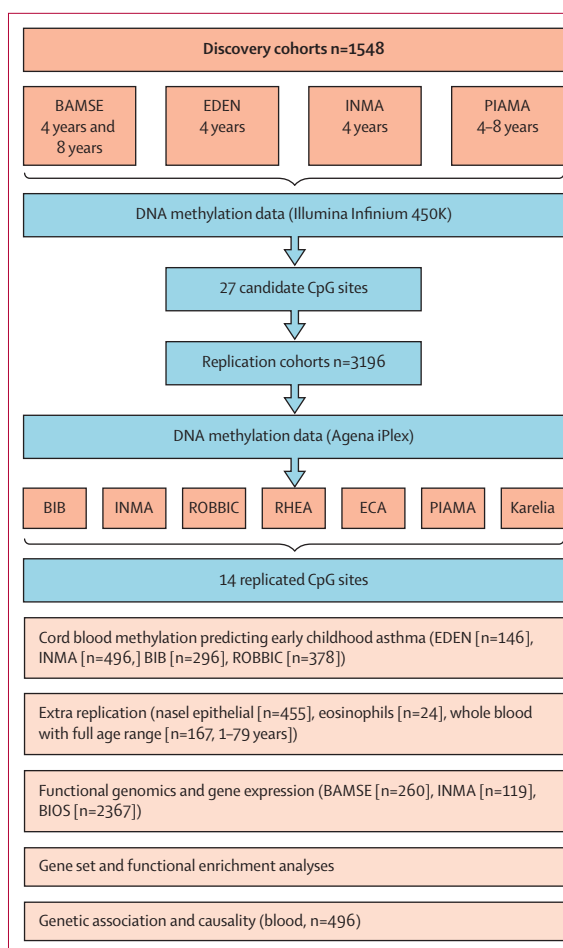 Discovery cohorts n=1548
BAMSE
4 years and
8 years
EDEN
4 years
INMA
4 years
PIAMA
4–8 years
DNA methylation data (Illumina Infinium 450K)
27 candidate CpG sites
Replication cohorts n=3196
DNA methylation data (Agena iPlex)
BIB
INMA
ROBBIC
RHEA
ECA
PIAMA
Karelia
14 replicated CpG sites
Cord blood methylation predicting early childhood asthma (EDEN [n=146],
INMA [n=496,] BIB [n=296], ROBBIC [n=378])
Extra replication (nasel epithelial [n=455], eosinophils [n=24], whole blood
with full age range [n=167, 1–79 years])
Functional genomics and gene expression (BAMSE [n=260], INMA [n=119],
BIOS [n=2367])
Gene set and functional enrichment analyses
Genetic association and causality (blood, n=496)